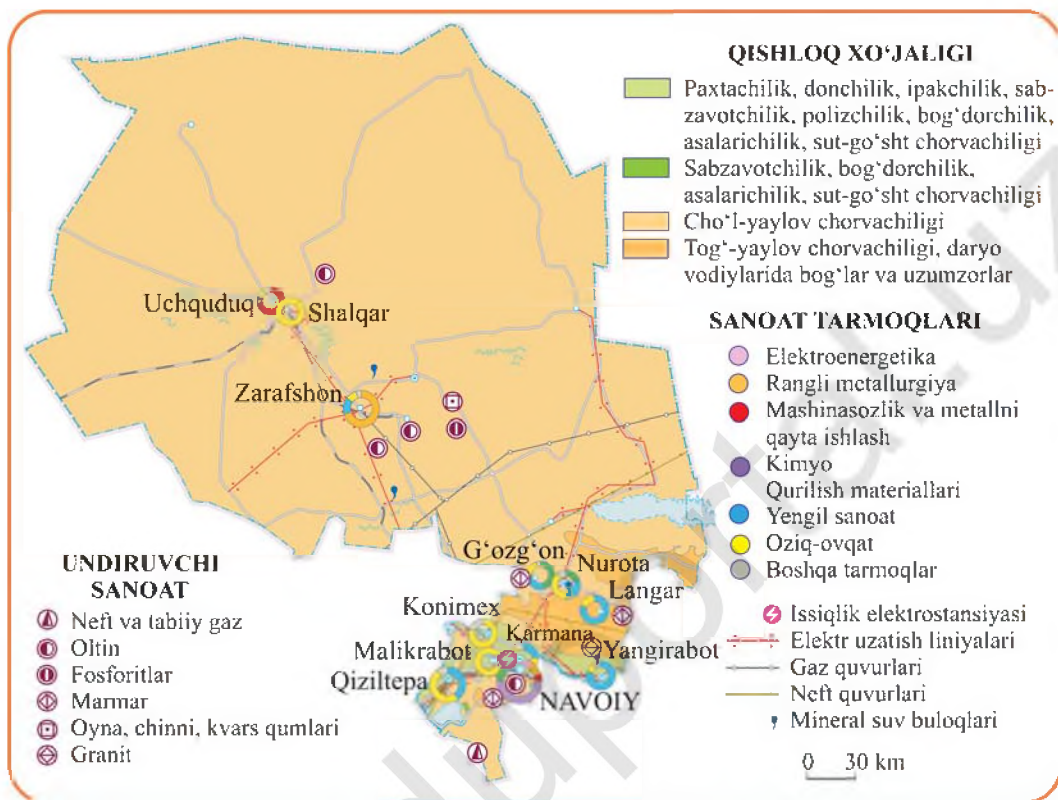 QISHLOQ XO‘JALIGI
Paxtachilik, donchilik, ipakchilik, sab-
zavotchilik, polizchilik, bog‘dorchilik,
asalarichilik, sut-go‘sht chorvachiligi
Sabzavotchilik, bog‘dorchilik,
asalarichilik, sut-go‘sht chorvachiligi
Cho‘l-yaylov chorvachiligi
Tog‘-yaylov chorvachiligi, daryo
vodiylarida bog‘lar va uzumzorlar
SANOAT TARMOQLARI
Elektroenergetika
Rangli metallurgiya
Mashinasozlik va metallni
qayta ishlash
Kimyo
Qurilish materiallari
Yengil sanoat
Oziq-ovqat
Boshqa tarmoqlar
Issiqlik elektrostansiyasi
Elektr uzatish liniyalari
Gaz quvurlari
Neft quvurlari
Mineral suv buloqlari
0 30 km
Uchquduq
Shalqar
Zarafshon
G‘ozg‘on
Nurota
Langar
Konimex
Karmana
Malikrabot
Yangirabot
Qiziltepa
NAVOIY
UNDIRUVCHI
SANOAT
Neft va tabiiy gaz
Oltin
Fosforitlar
Marmar
Oyna, chinni, kvars qumlari
Granit